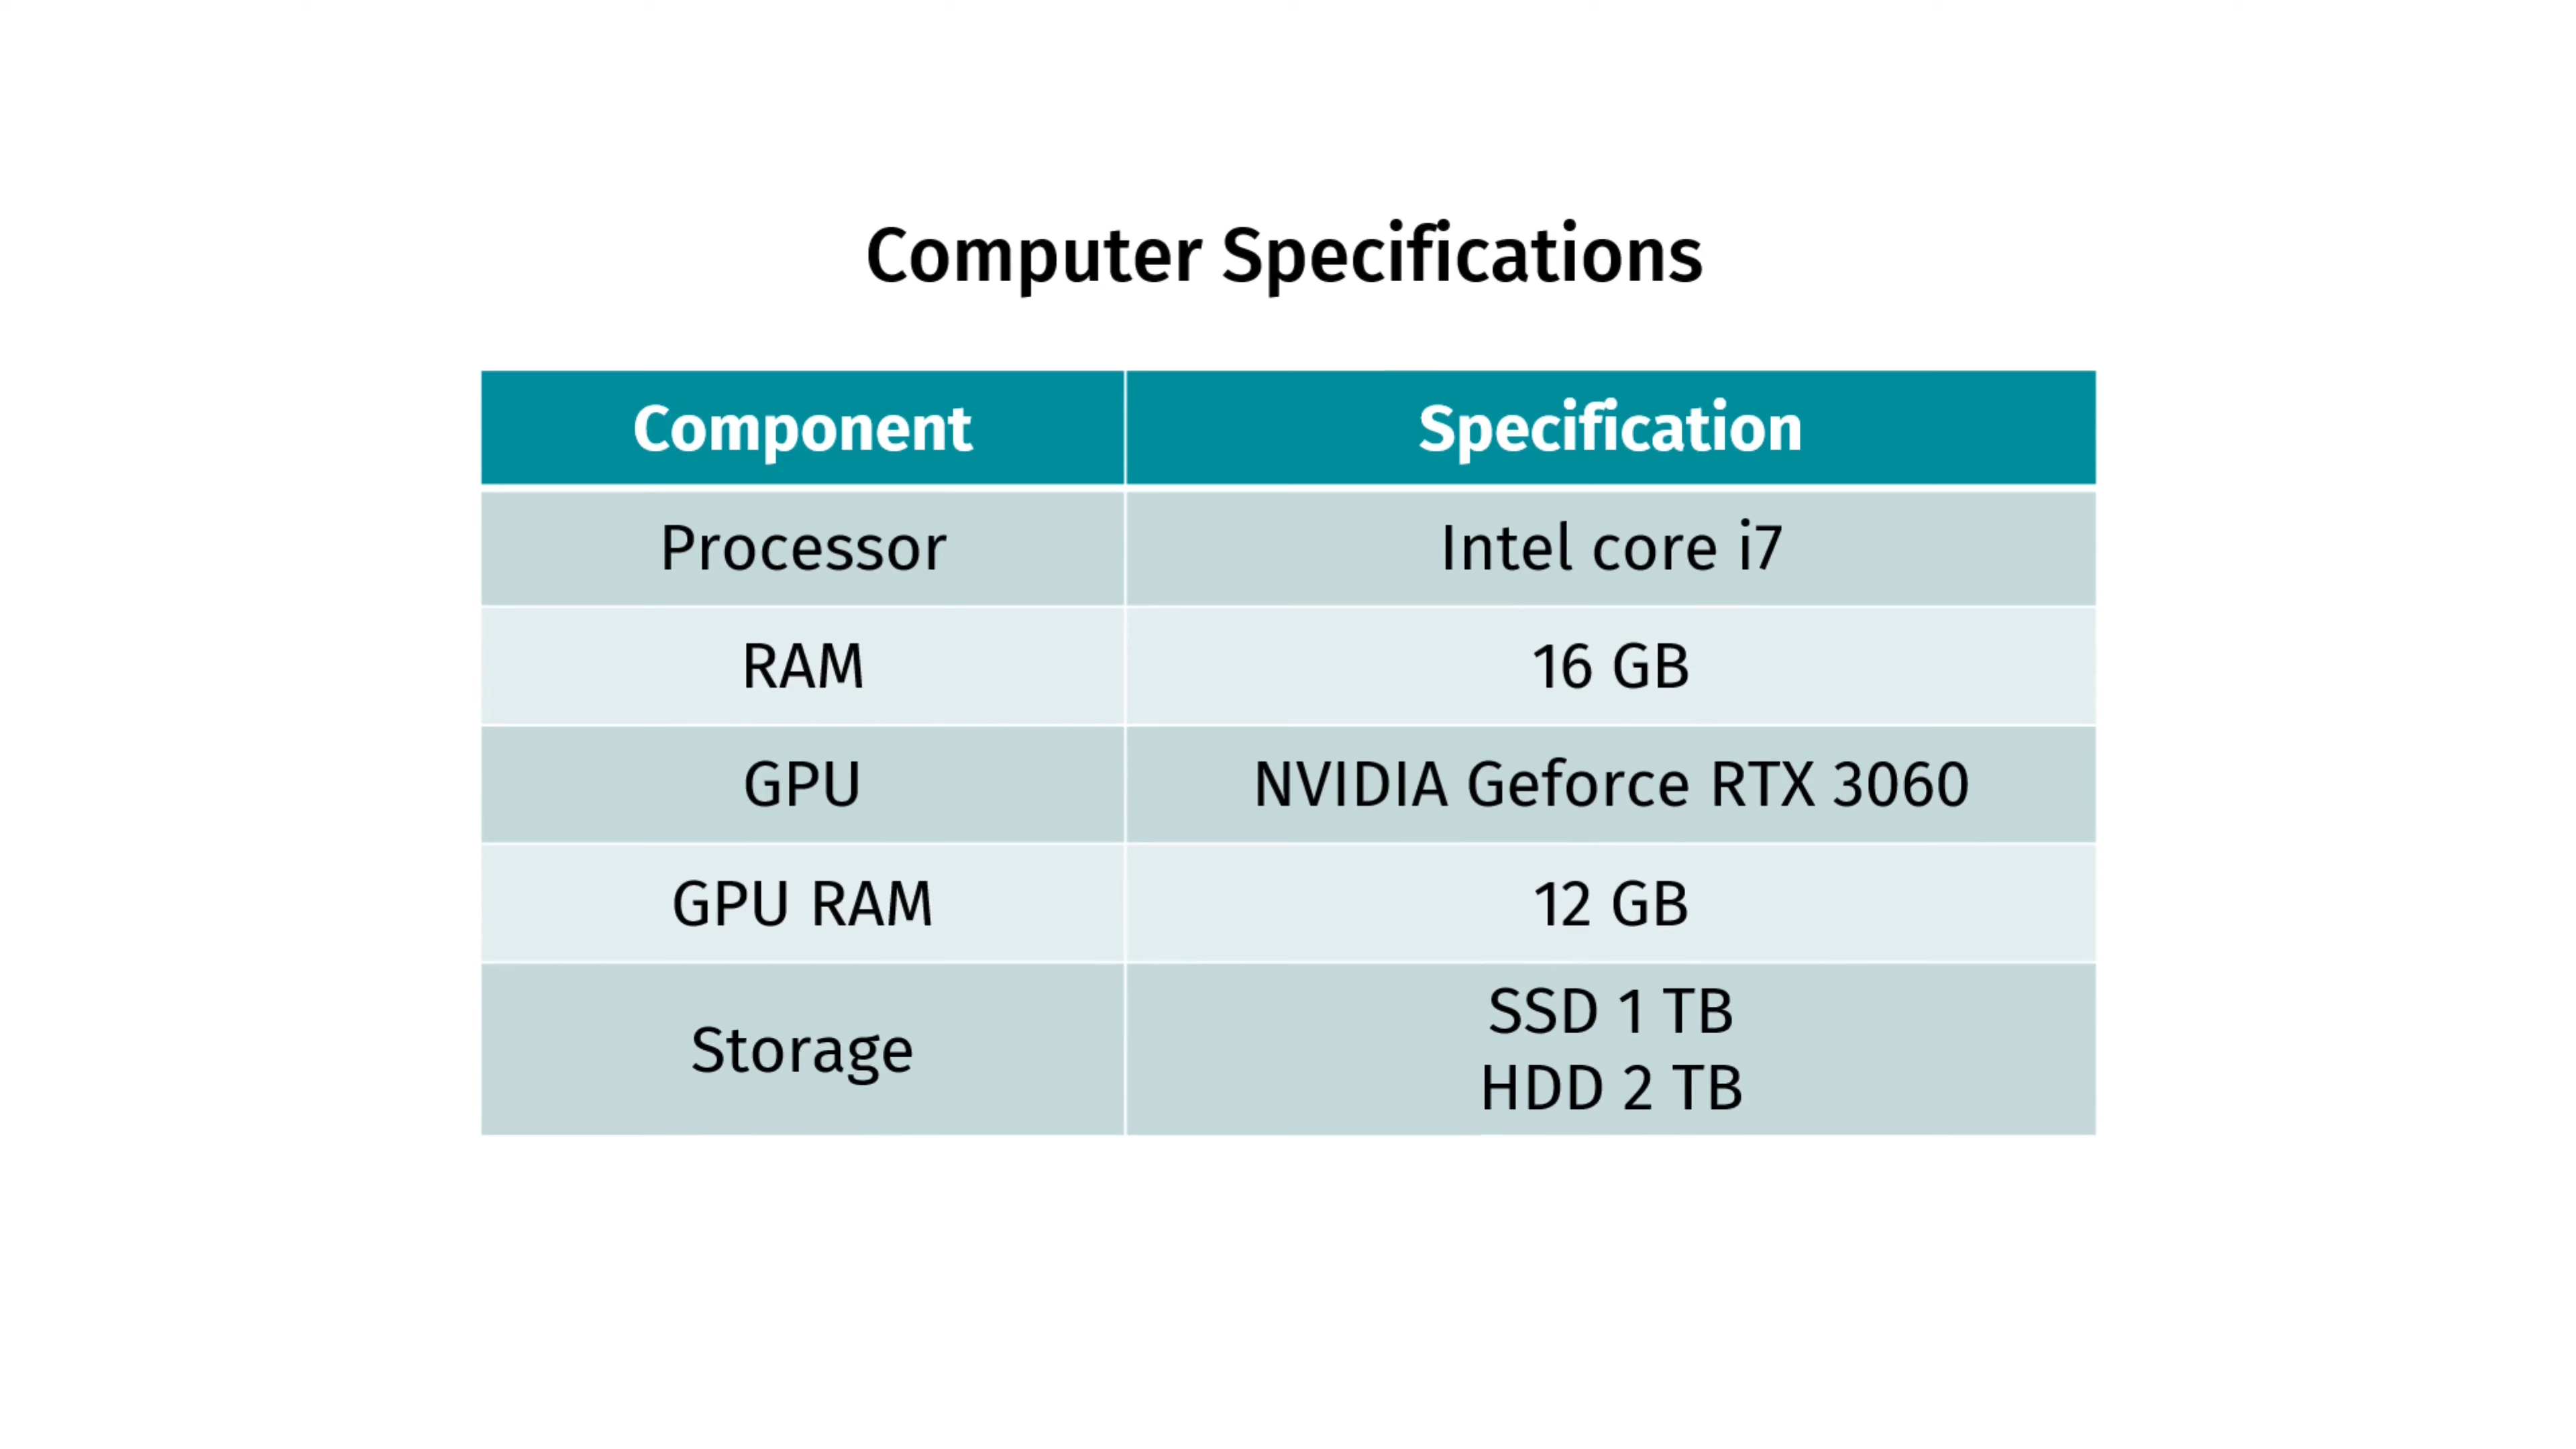 Computer Specifications
Component Specification
Processor Intel core i7
RAM 16 GB
GPU NVIDIA Geforce RTX 3060
GPU RAM 12 GB
Storage SSD 1 TB
HDD 2 TB